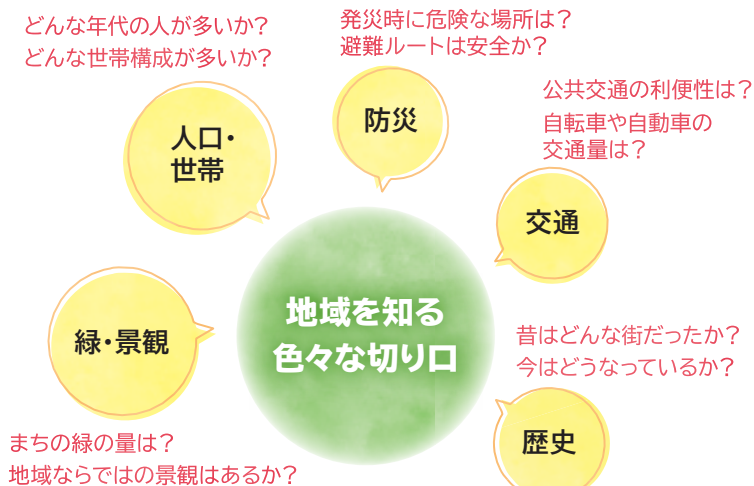 どんな年代の人が多いか？
どんな世帯構成が多いか？
人口・
世帯
発災時に危険な場所は？
避難ルートは安全か？
防災
公共交通の利便性は？
自転車や自動車の
交通量は？
交通
地域を知る
色々な切り口
緑・景観
まちの緑の量は？
地域ならではの景観はあるか？
昔はどんな街だったか？
今はどうなっているか？
歴史